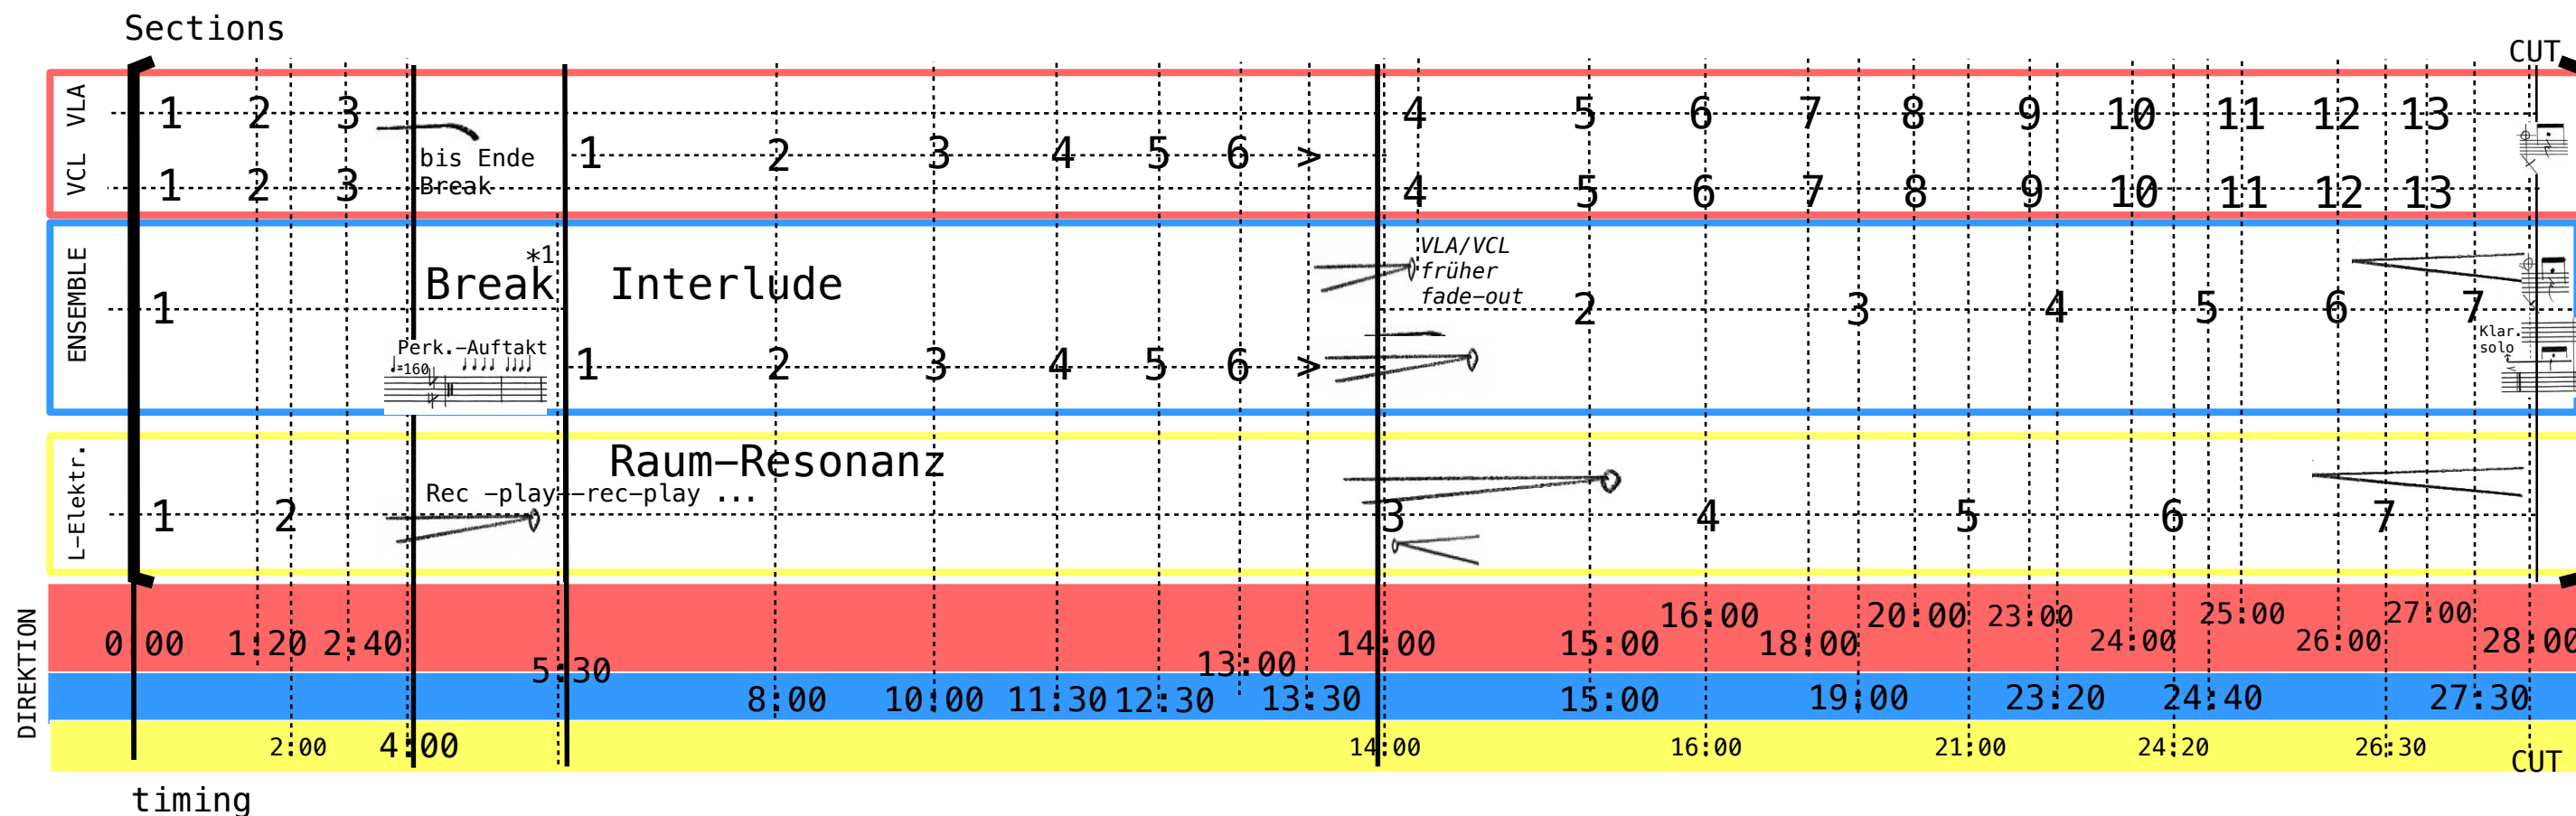 Sections
CUT
VLA 1 2 3 4 5 6 7 8 9 10 11 12 13
bis Ende
Break
1 2 3 4 5 6 >
VCL 1 2 3 4 5 6 7 8 9 10 11 12 13
ENSEMBLE
*1
Break Interlude
VLA/VCL
früher
fade-out
1 2 3 4 5 6 7
Klar.
solo
Perk.-Auftakt
♩=160
1 2 3 4 5 6 >
L-Elektr.
Raum-Resonanz
Rec -play--rec-play ...
1 2 3 4 5 6 7
DIREKTION
0:00 1:20 2:40 5:30 13:00 14:00 15:00 16:00 18:00 20:00 23:00 24:00 25:00 26:00 27:00 28:00
8:00 10:00 11:30 12:30 13:30 15:00 19:00 23:20 24:40 27:30
2:00 4:00 14:00 16:00 21:00 24:20 26:30 CUT
timing